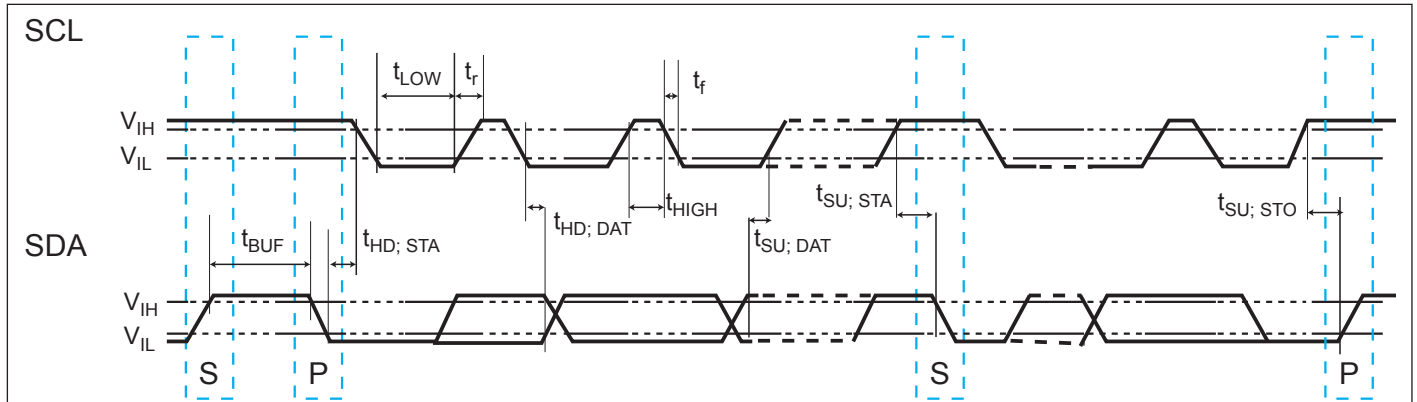 SCL
tLOW
tr
tf
VIH
VIL
tSU; STA
tSU; STO
tHIGH
tHD; DAT
tSU; DAT
tBUF
tHD; STA
SDA
VIH
VIL
S
P
S
P